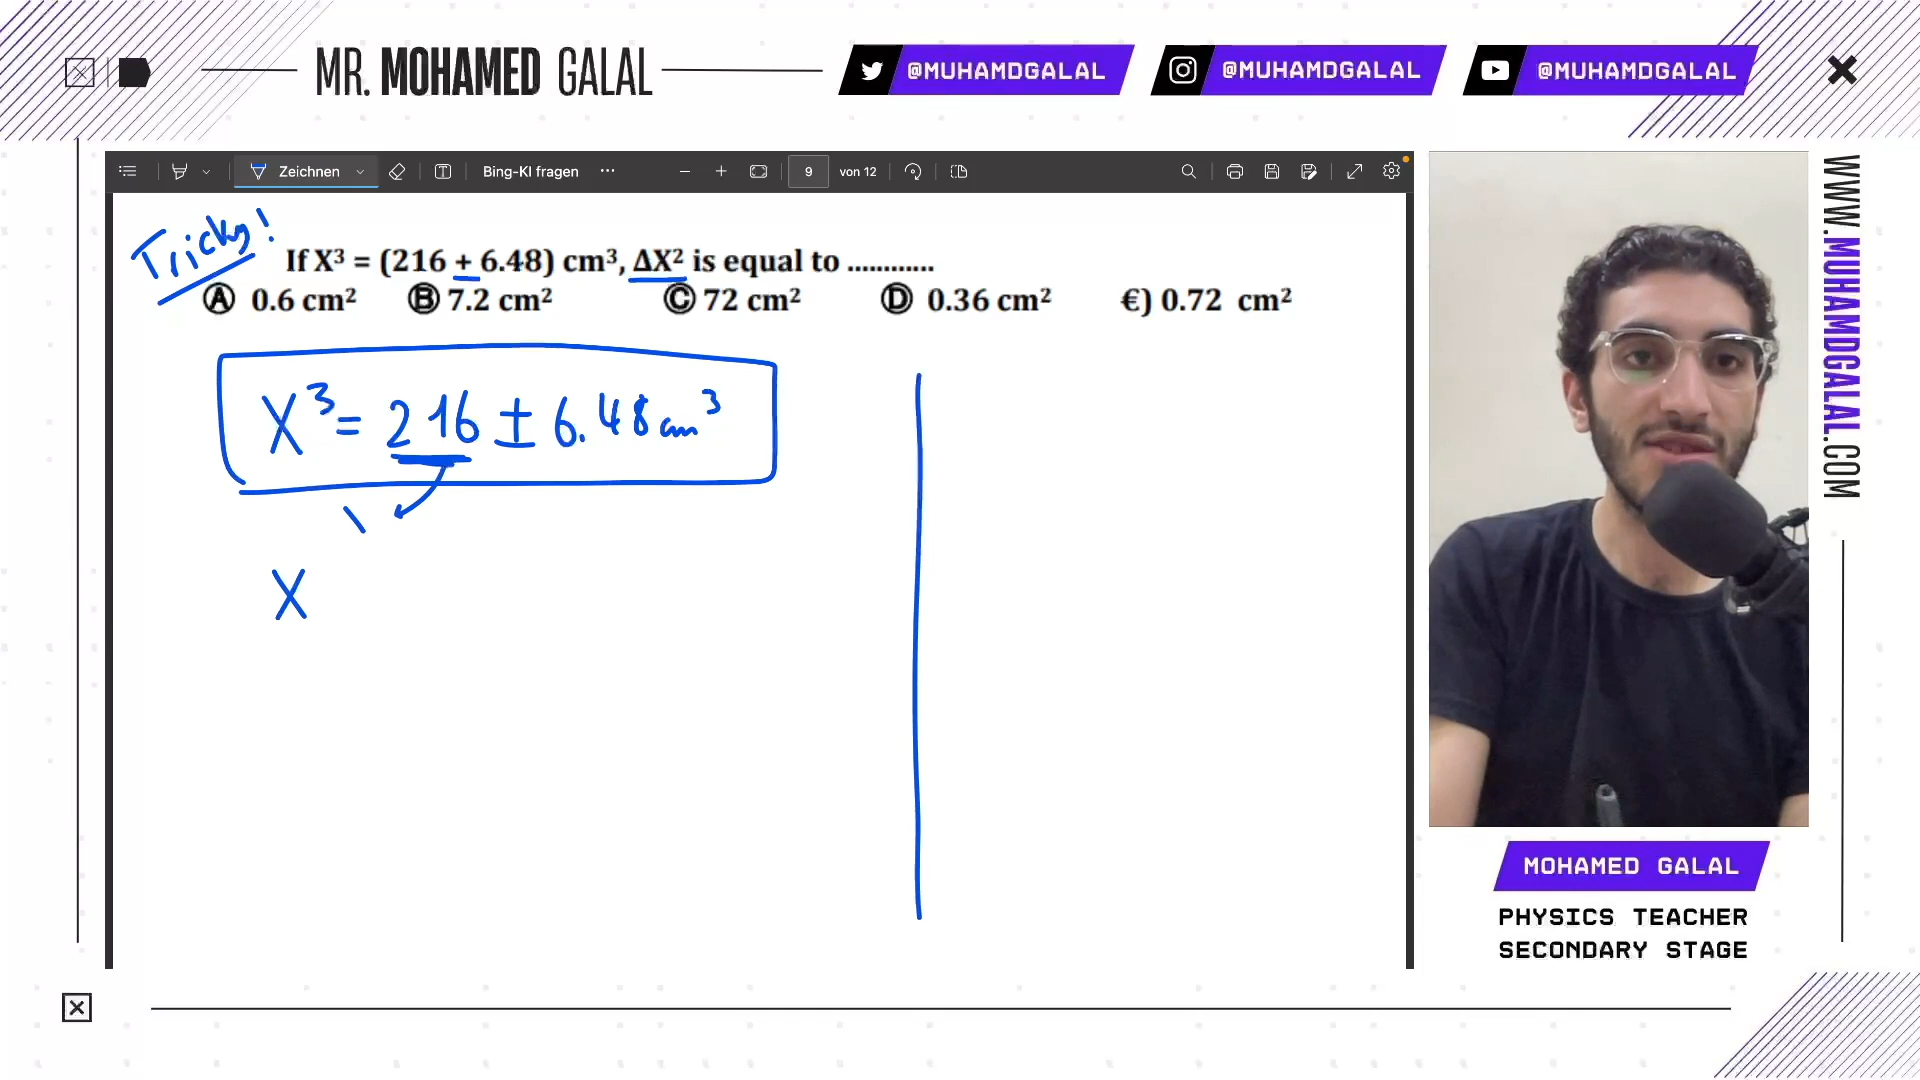 MR. MOHAMED GALAL
@MUHAMDGALAL
@MUHAMDGALAL
@MUHAMDGALAL
Zeichnen
Bing-KI fragen
9 von 12
Tricky!
If X³ = (216 + 6.48) cm³, ΔX² is equal to ............
Ⓐ 0.6 cm² Ⓑ 7.2 cm² Ⓒ 72 cm² Ⓓ 0.36 cm² €) 0.72 cm²
X³ = 216 ± 6.48 cm³
X
WWW.MUHAMDGALAL.COM
MOHAMED GALAL
PHYSICS TEACHER
SECONDARY STAGE